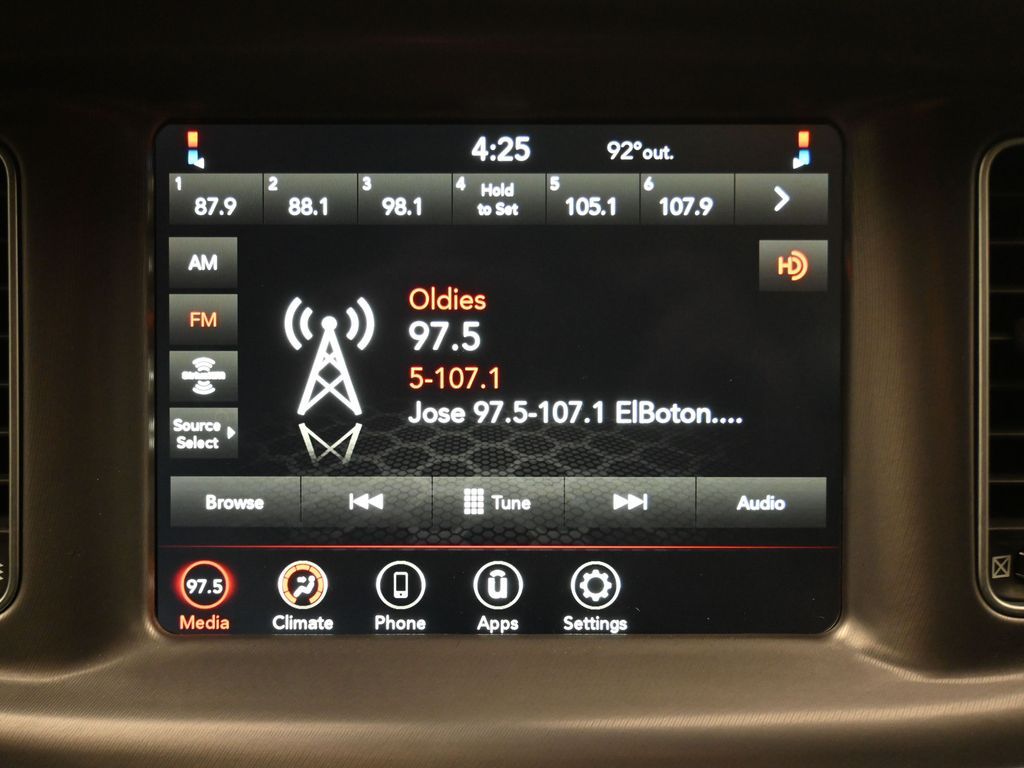 4:25 92° out.
1 87.9 2 88.1 3 98.1 4 Hold to Set 5 105.1 6 107.9
AM
HD
FM
Oldies
97.5
5-107.1
Jose 97.5-107.1 ElBoton....
Source
Select
Browse Tune Audio
97.5
Media Climate Phone Apps Settings